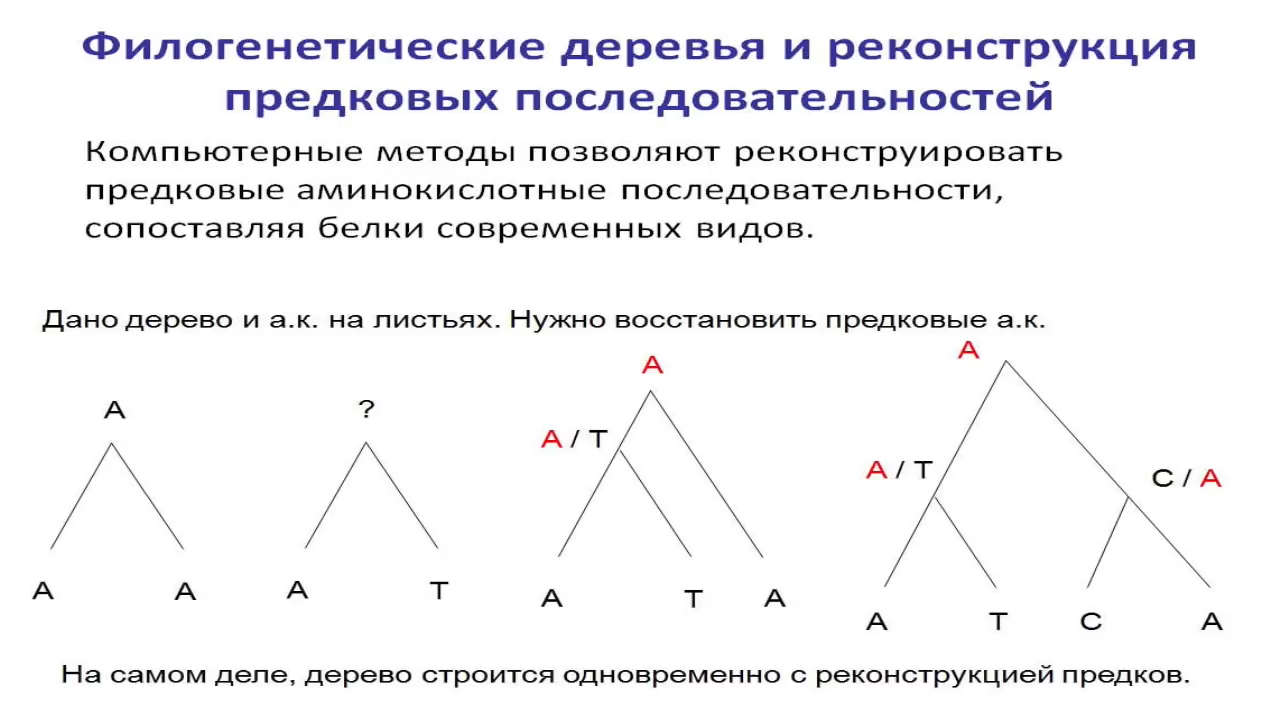 Филогенетические деревья и реконструкция
предковых последовательностей
Компьютерные методы позволяют реконструировать
предковые аминокислотные последовательности,
сопоставляя белки современных видов.
Дано дерево и а.к. на листьях. Нужно восстановить предковые а.к.
A
A A
?
A T
A
A / T
A T A
A
A / T
C / A
A T C A
На самом деле, дерево строится одновременно с реконструкцией предков.